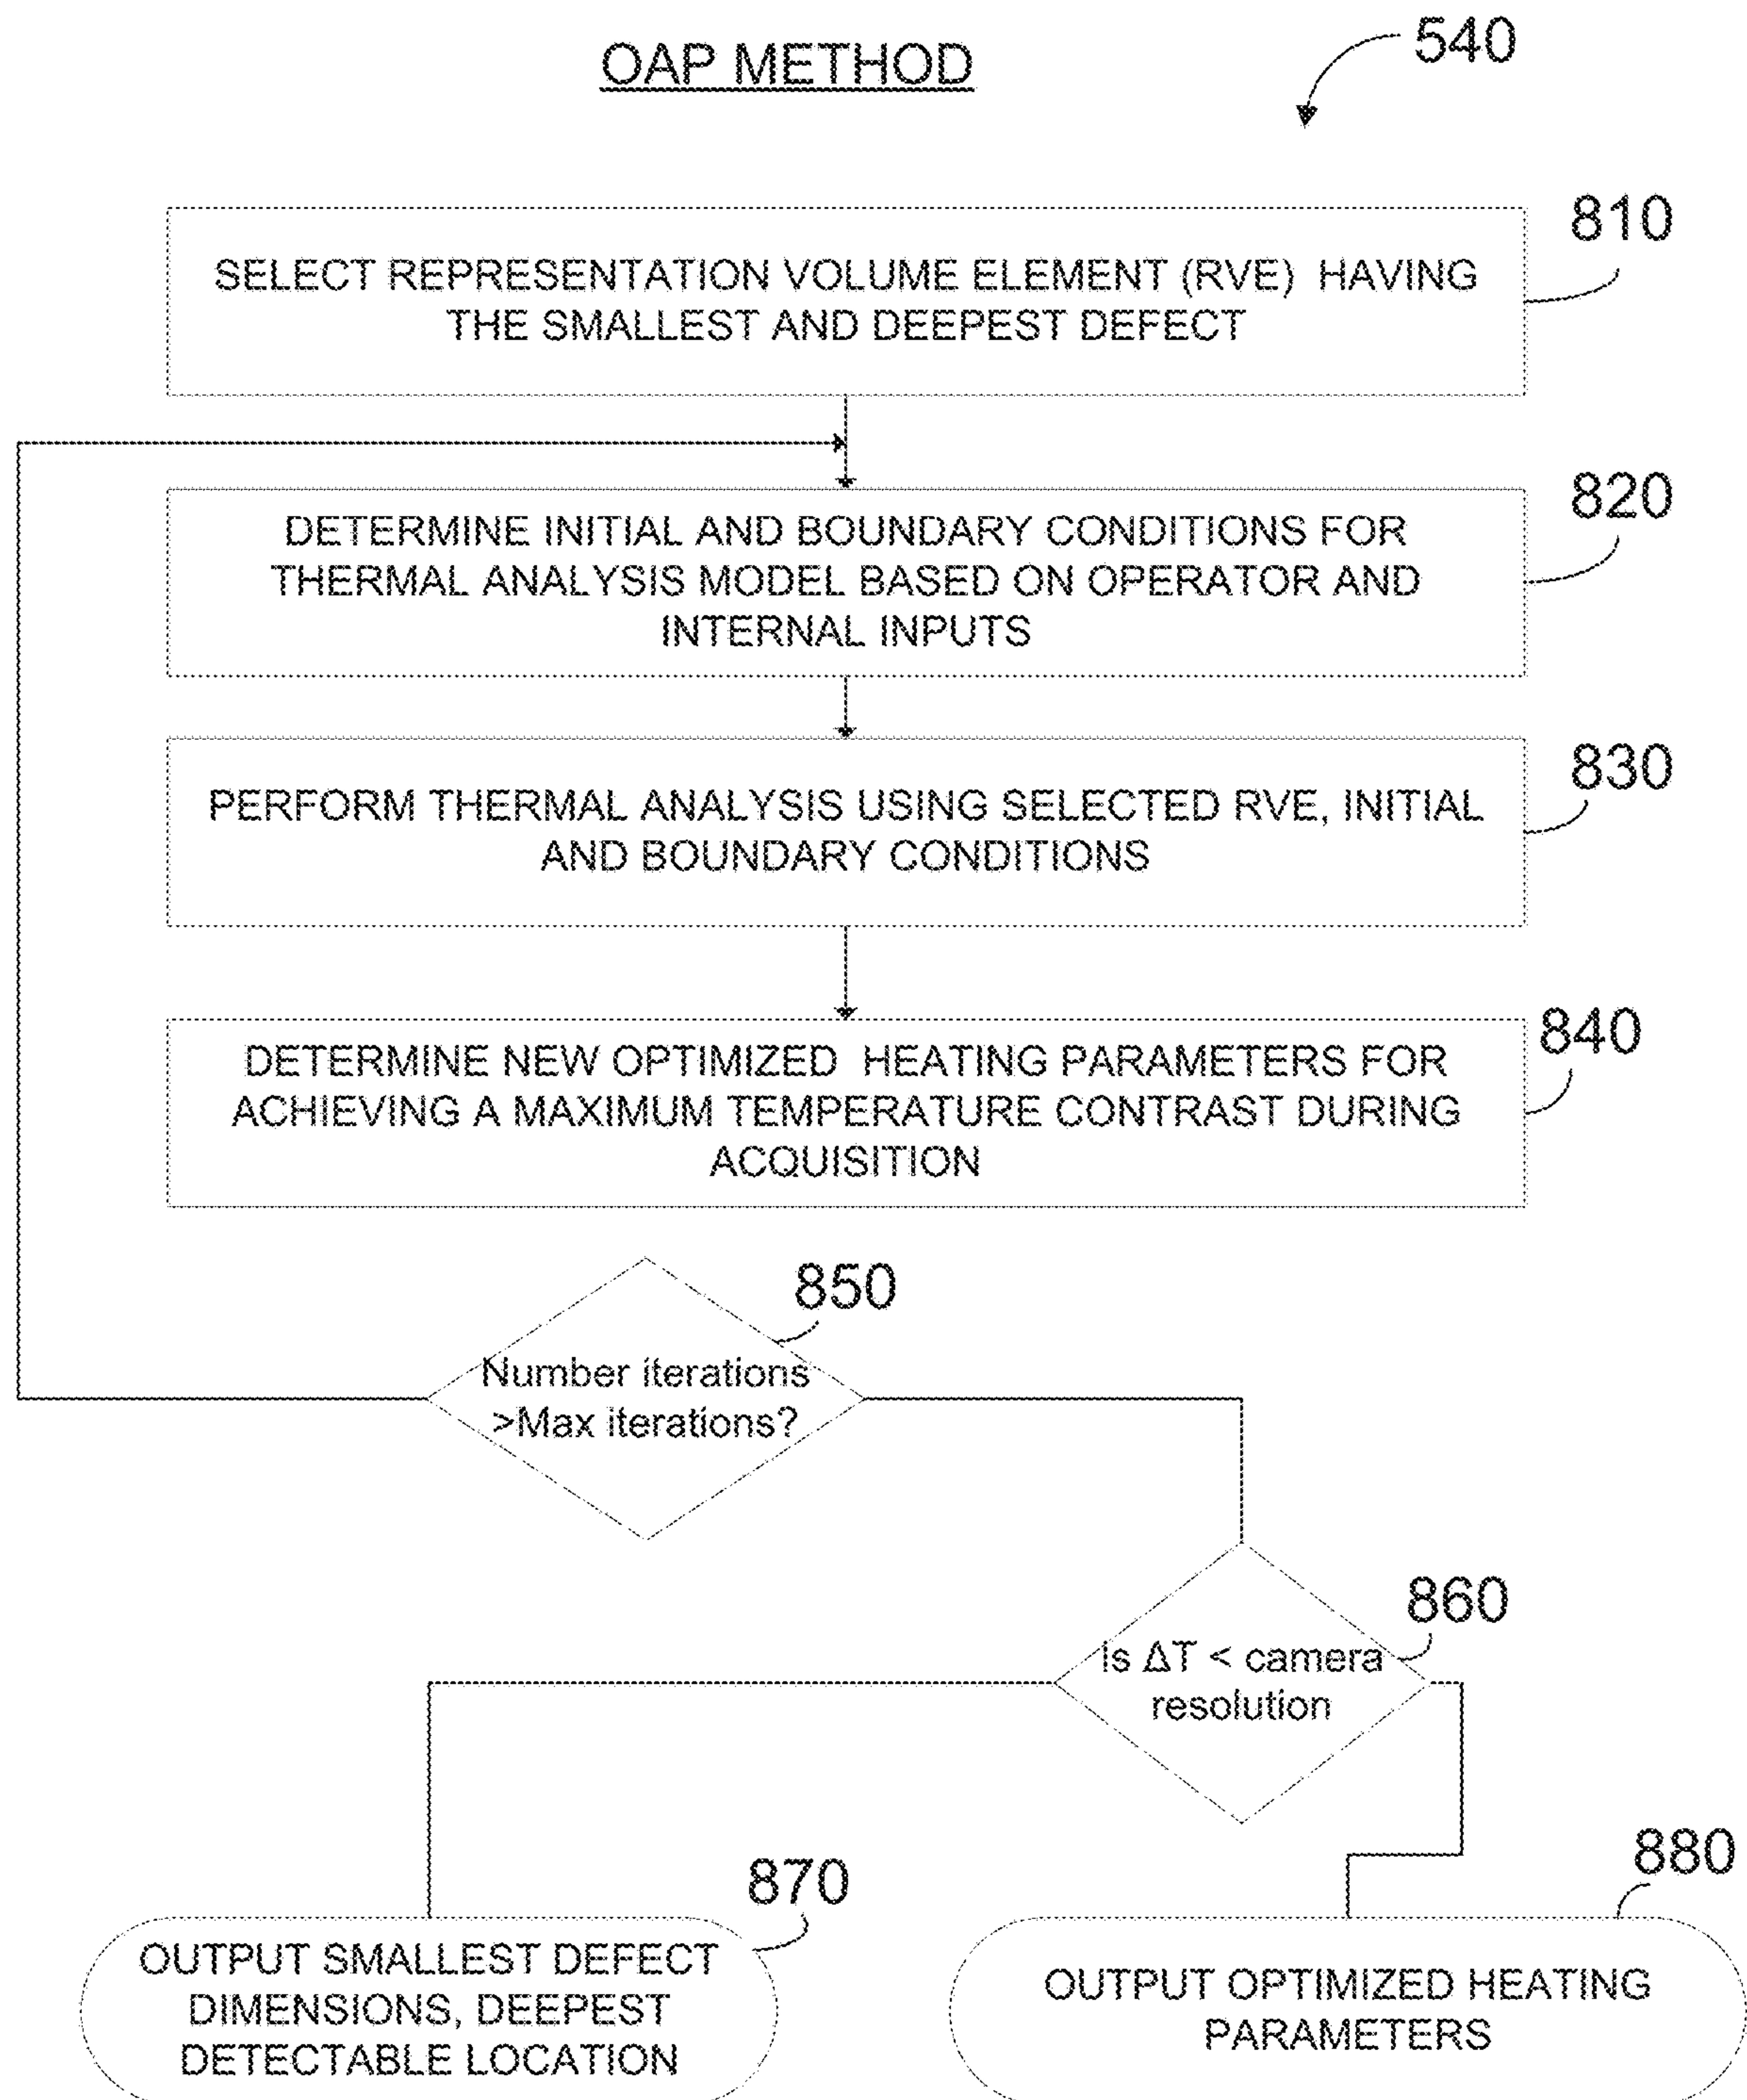 OAP METHOD
540
810
SELECT REPRESENTATION VOLUME ELEMENT (RVE) HAVING
THE SMALLEST AND DEEPEST DEFECT
820
DETERMINE INITIAL AND BOUNDARY CONDITIONS FOR
THERMAL ANALYSIS MODEL BASED ON OPERATOR AND
INTERNAL INPUTS
830
PERFORM THERMAL ANALYSIS USING SELECTED RVE, INITIAL
AND BOUNDARY CONDITIONS
840
DETERMINE NEW OPTIMIZED HEATING PARAMETERS FOR
ACHIEVING A MAXIMUM TEMPERATURE CONTRAST DURING
ACQUISITION
850
Number iterations
>Max iterations?
860
Is ΔT < camera
resolution
870
OUTPUT SMALLEST DEFECT
DIMENSIONS, DEEPEST
DETECTABLE LOCATION
880
OUTPUT OPTIMIZED HEATING
PARAMETERS